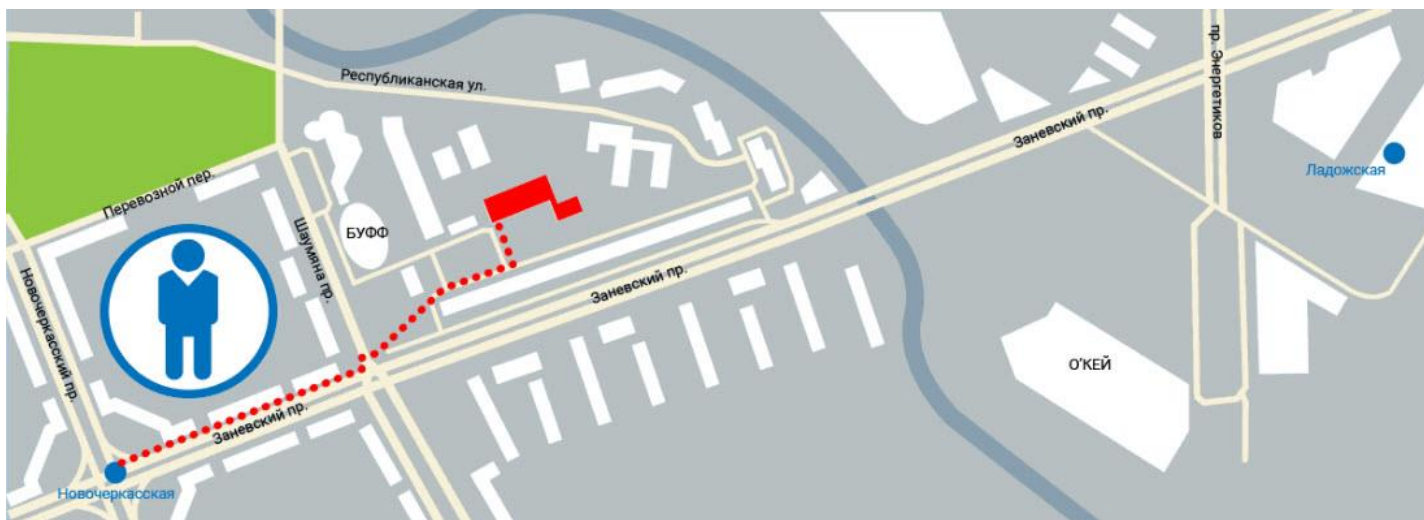 Республиканская ул.
пр. Энергетиков
Заневский пр.
Ладожская
Перевозной пер.
БУФФ
Шаумяна пр.
Новочеркасский пр.
Заневский пр.
О'КЕЙ
Заневский пр.
Новочеркасская